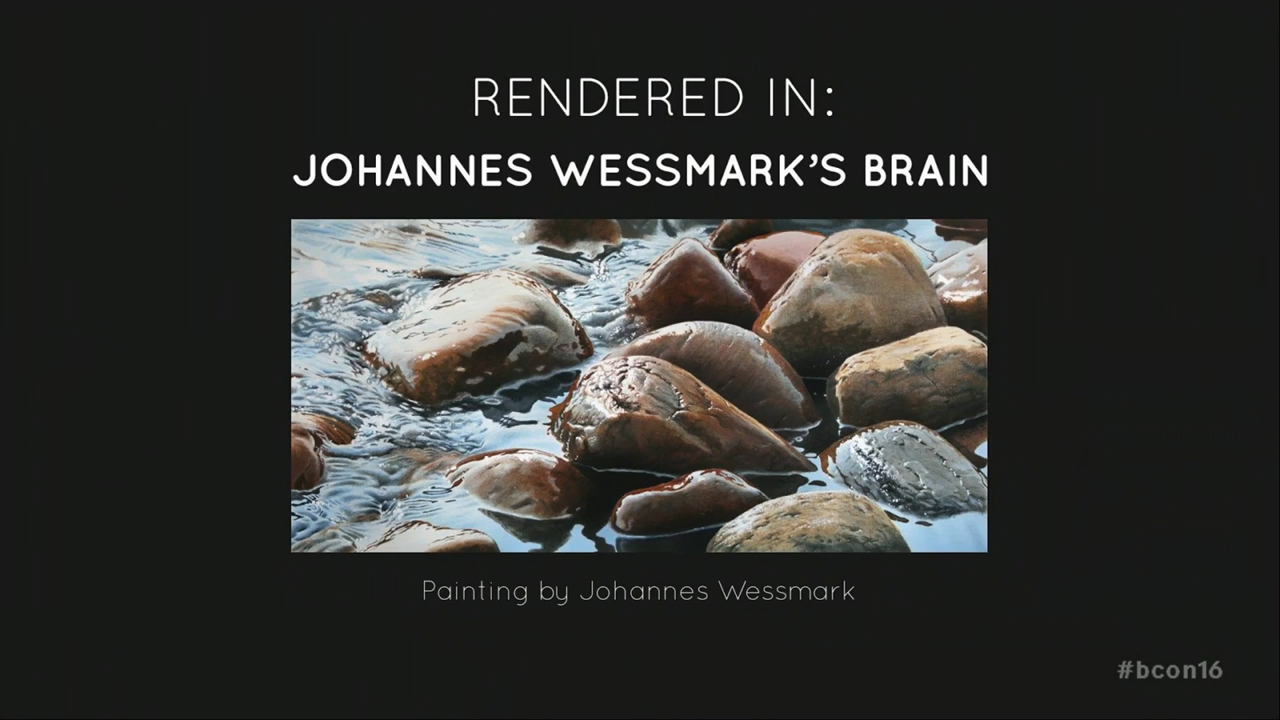 RENDERED IN:
JOHANNES WESSMARK’S BRAIN
Painting by Johannes Wessmark
#bcon16